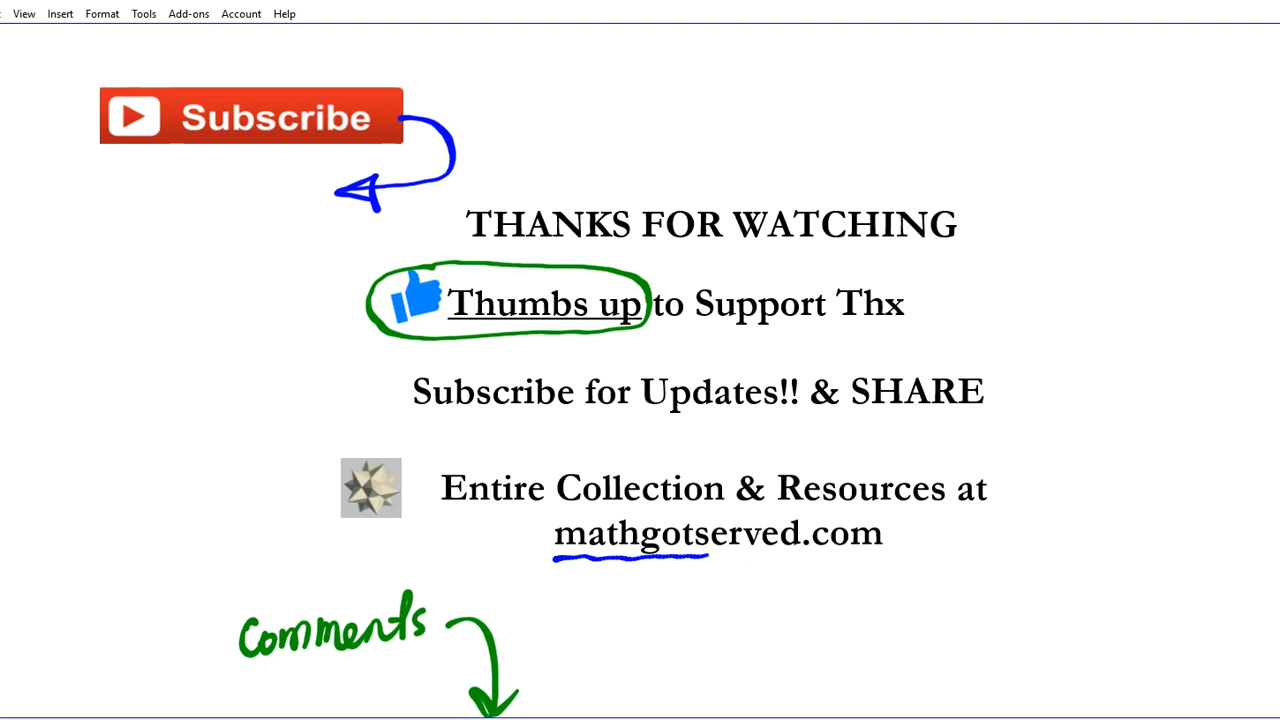 View Insert Format Tools Add-ons Account Help
Subscribe
THANKS FOR WATCHING
Thumbs up to Support Thx
Subscribe for Updates!! & SHARE
Entire Collection & Resources at
mathgotserved.com
Comments